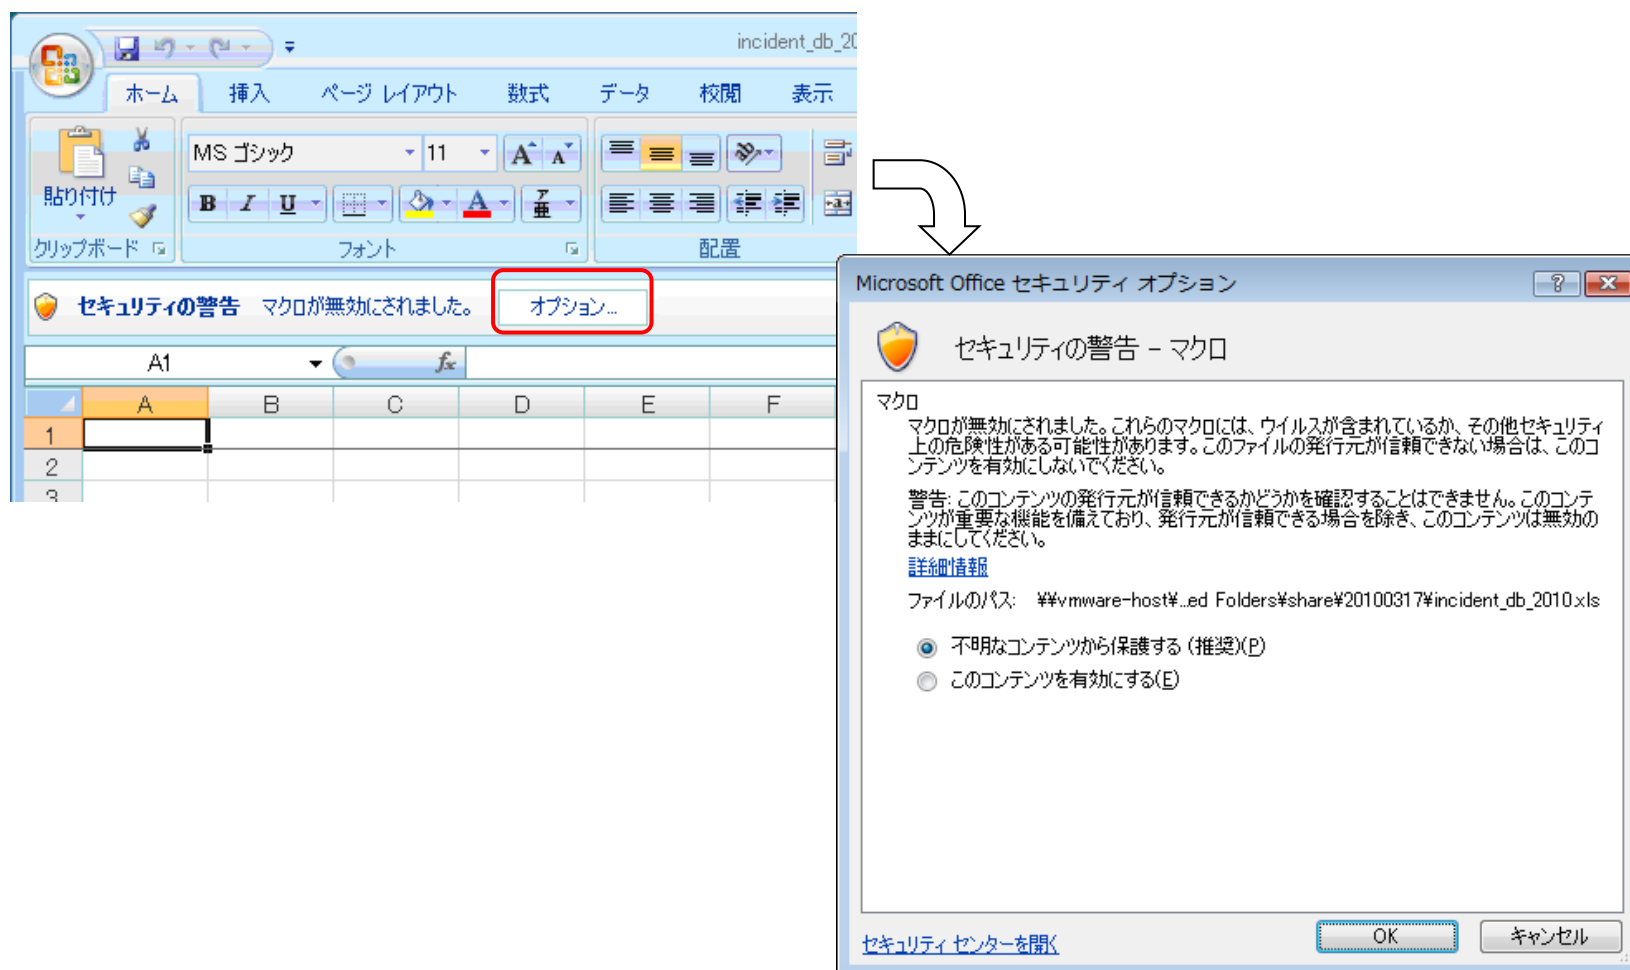 incident_db_20
ホーム 挿入 ページ レイアウト 数式 データ 校閲 表示
MS ゴシック 11 A A
貼り付け
B I U A ア亜 a
クリップボード フォント 配置
セキュリティの警告 マクロが無効にされました。 オプション...
A1 fx
A B C D E F
1
2
3
Microsoft Office セキュリティ オプション
セキュリティの警告 - マクロ
マクロ
マクロが無効にされました。これらのマクロには、ウイルスが含まれているか、その他セキュリティ
上の危険性がある可能性があります。このファイルの発行元が信頼できない場合は、このコ
ンテンツを有効にしないでください。
警告: このコンテンツの発行元が信頼できるかどうかを確認することはできません。このコンテ
ンツが重要な機能を備えており、発行元が信頼できる場合を除き、このコンテンツは無効の
ままにしてください。
詳細情報
ファイルのパス: ¥¥vmware-host¥...ed Folders¥share¥20100317¥incident_db_2010.xls
不明なコンテンツから保護する (推奨)(P)
このコンテンツを有効にする(E)
セキュリティ センターを開く OK キャンセル